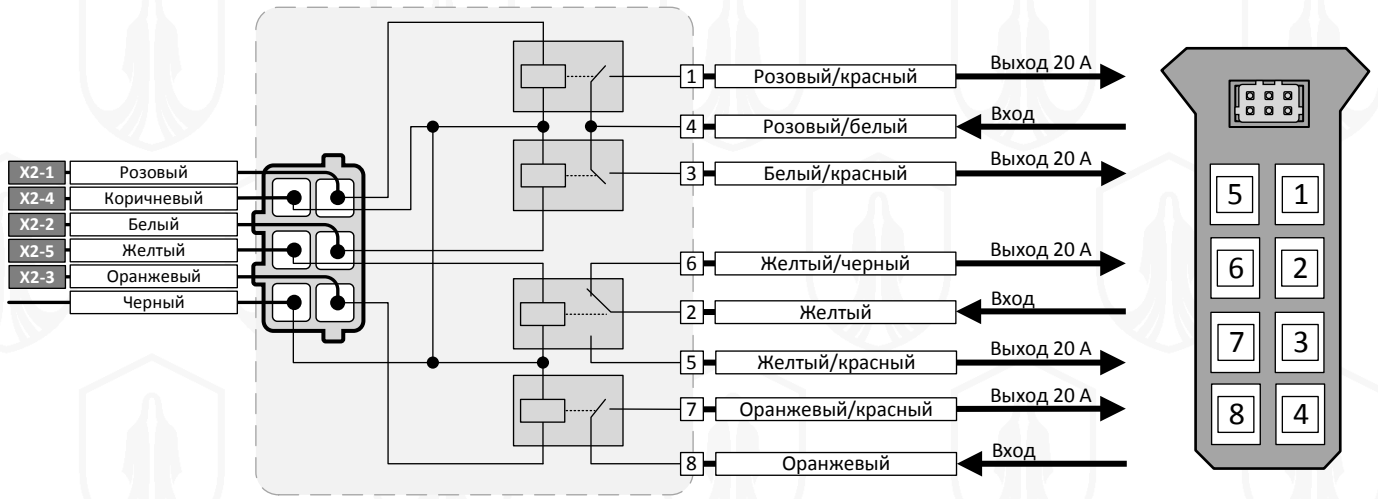 X2-1 Розовый
X2-4 Коричневый
X2-2 Белый
X2-5 Желтый
X2-3 Оранжевый
Черный
1 Розовый/красный Выход 20 А
4 Розовый/белый Вход
3 Белый/красный Выход 20 А
6 Желтый/черный Выход 20 А
2 Желтый Вход
5 Желтый/красный Выход 20 А
7 Оранжевый/красный Выход 20 А
8 Оранжевый Вход
5 1
6 2
7 3
8 4